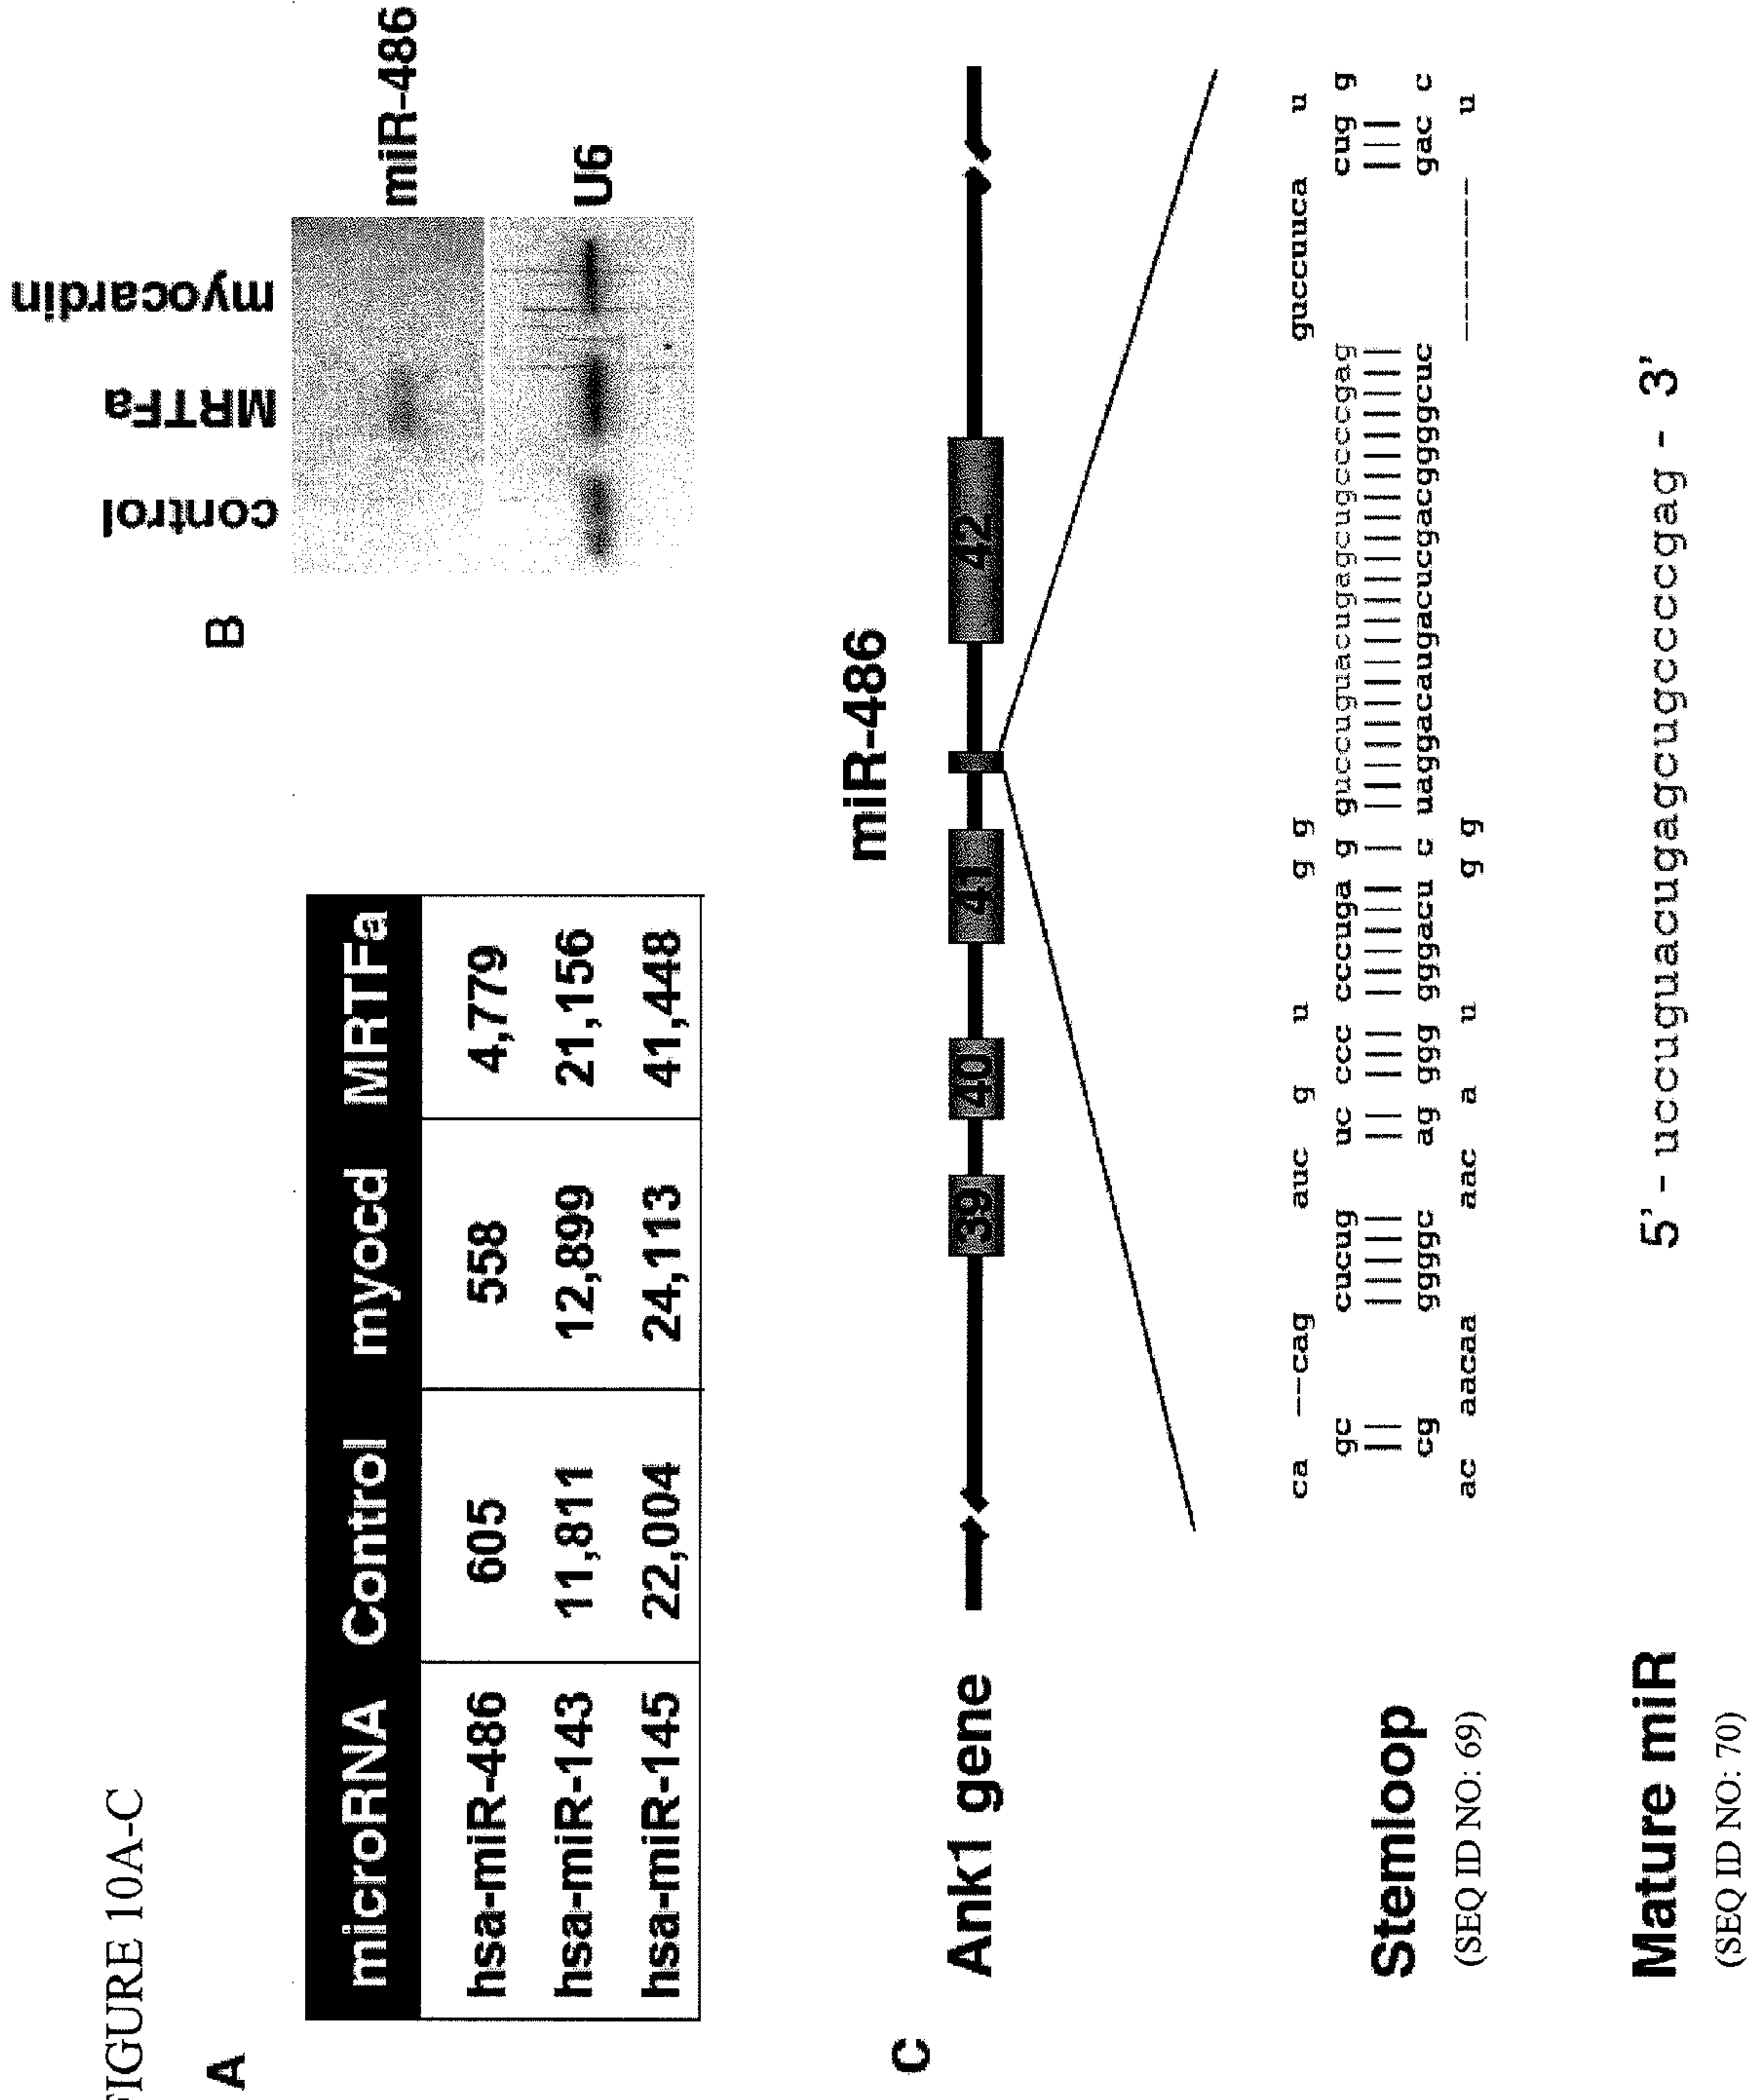 FIGURE 10A-C
A
microRNA Control myocd MRTFa
hsa-miR-486 605 558 4,779
hsa-miR-143 11,811 12,899 21,156
hsa-miR-145 22,004 24,113 41,448
B
control MRTFa myocardin
miR-486
U6
C
miR-486
Ank1 gene 39 40 41 42
ca --cag auc g u g g guccuuca u
gc cucug uc ccc cccuga g guccuguacugagcugccccgag cug g
Stemloop
cg ggggc ag ggg gggacu c uaggacaugacucgacggggcuc gac c
ac aacaa aac a u g g -------- u
(SEQ ID NO: 69)
Mature miR 5' - uccuguacugagcugccccgag - 3'
(SEQ ID NO: 70)